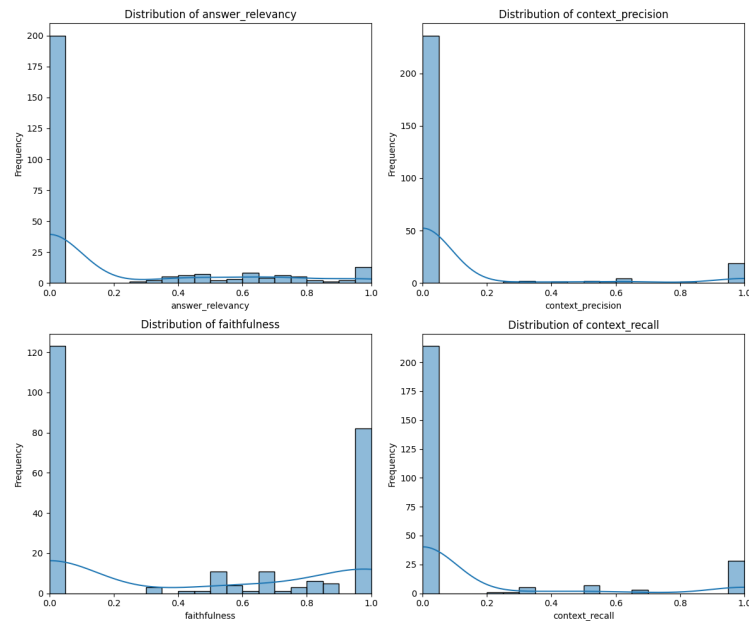 Distribution of answer_relevancy
Frequency
200
175
150
125
100
75
50
25
0
0.0 0.2 0.4 0.6 0.8 1.0
answer_relevancy
Distribution of context_precision
Frequency
200
150
100
50
0
0.0 0.2 0.4 0.6 0.8 1.0
context_precision
Distribution of faithfulness
Frequency
120
100
80
60
40
20
0
0.0 0.2 0.4 0.6 0.8 1.0
faithfulness
Distribution of context_recall
Frequency
200
175
150
125
100
75
50
25
0
0.0 0.2 0.4 0.6 0.8 1.0
context_recall